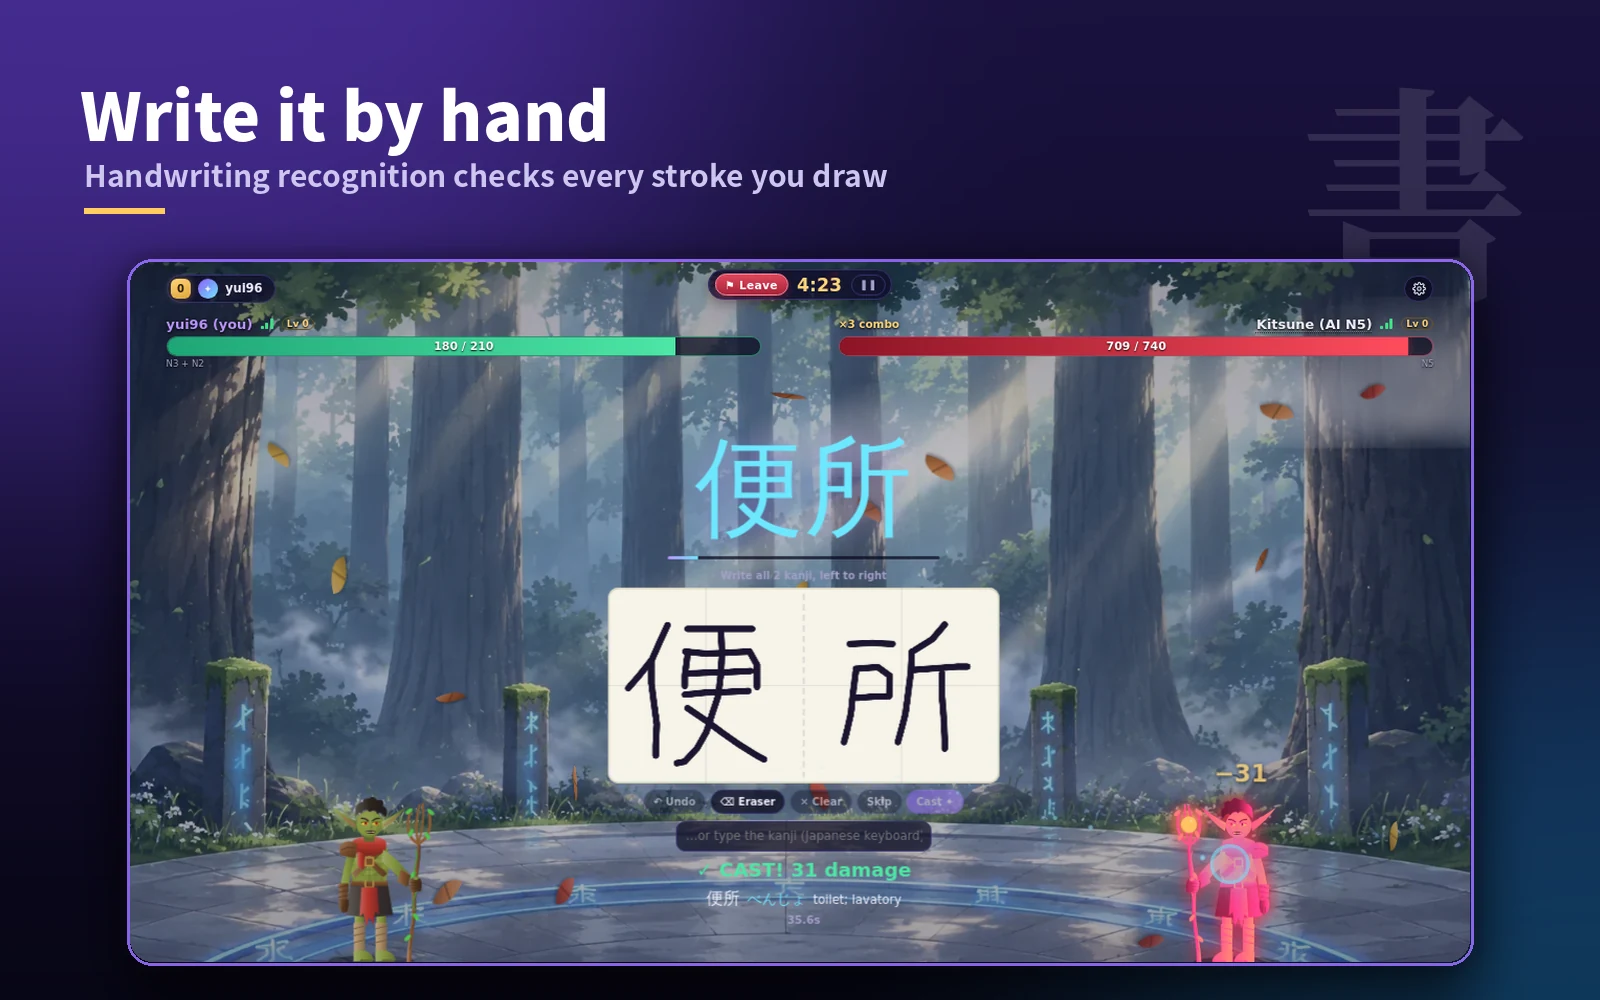 Write it by hand
Handwriting recognition checks every stroke you draw
書
0 yui96
Leave 4:23
yui96 (you) Lv 0
×3 combo
Kitsune (AI N5) Lv 0
180 / 210
709 / 740
N3 + N2
N5
便所
Write all 2 kanji, left to right
便所
Undo Eraser × Clear Skip Cast
−31
...or type the kanji (Japanese keyboard)
✓ CAST! 31 damage
便所 べんじょ toilet; lavatory
35.6s